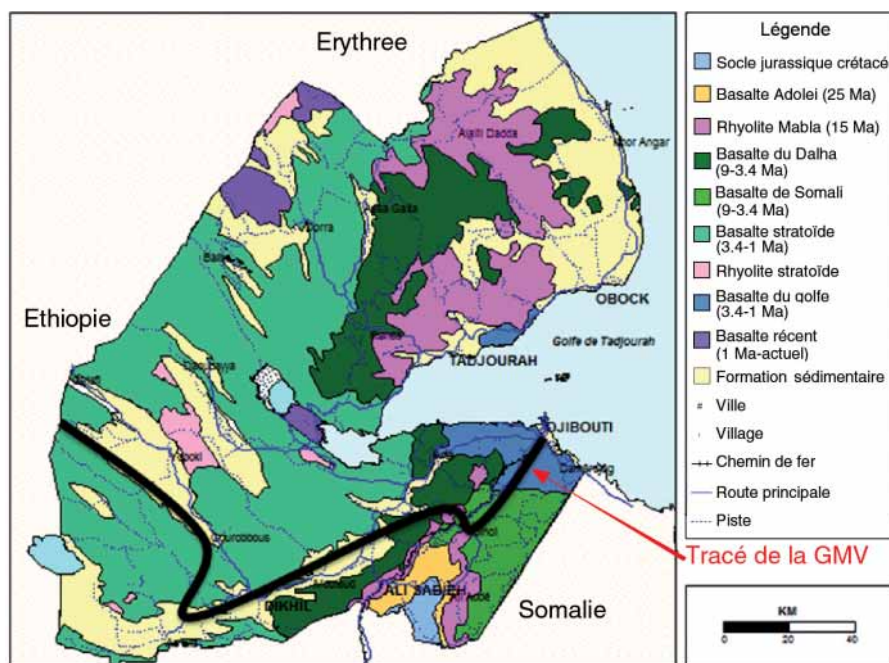 Erythree
Ethiopie
Somalie
OBOCK
Golfe de Tadjourah
TADJOURAH
DJIBOUTI
Dorra
DIKHIL
ALI SABIEH
Tracé de la GMV
Légende
Socle jurassique crétacé
Basalte Adolei (25 Ma)
Rhyolite Mabla (15 Ma)
Basalte du Dalha
(9-3.4 Ma)
Basalte de Somali
(9-3.4 Ma)
Basalte stratoïde
(3.4-1 Ma)
Rhyolite stratoïde
Basalte du golfe
(3.4-1 Ma)
Basalte récent
(1 Ma-actuel)
Formation sédimentaire
Ville
Village
Chemin de fer
Route principale
Piste
KM
0 20 40